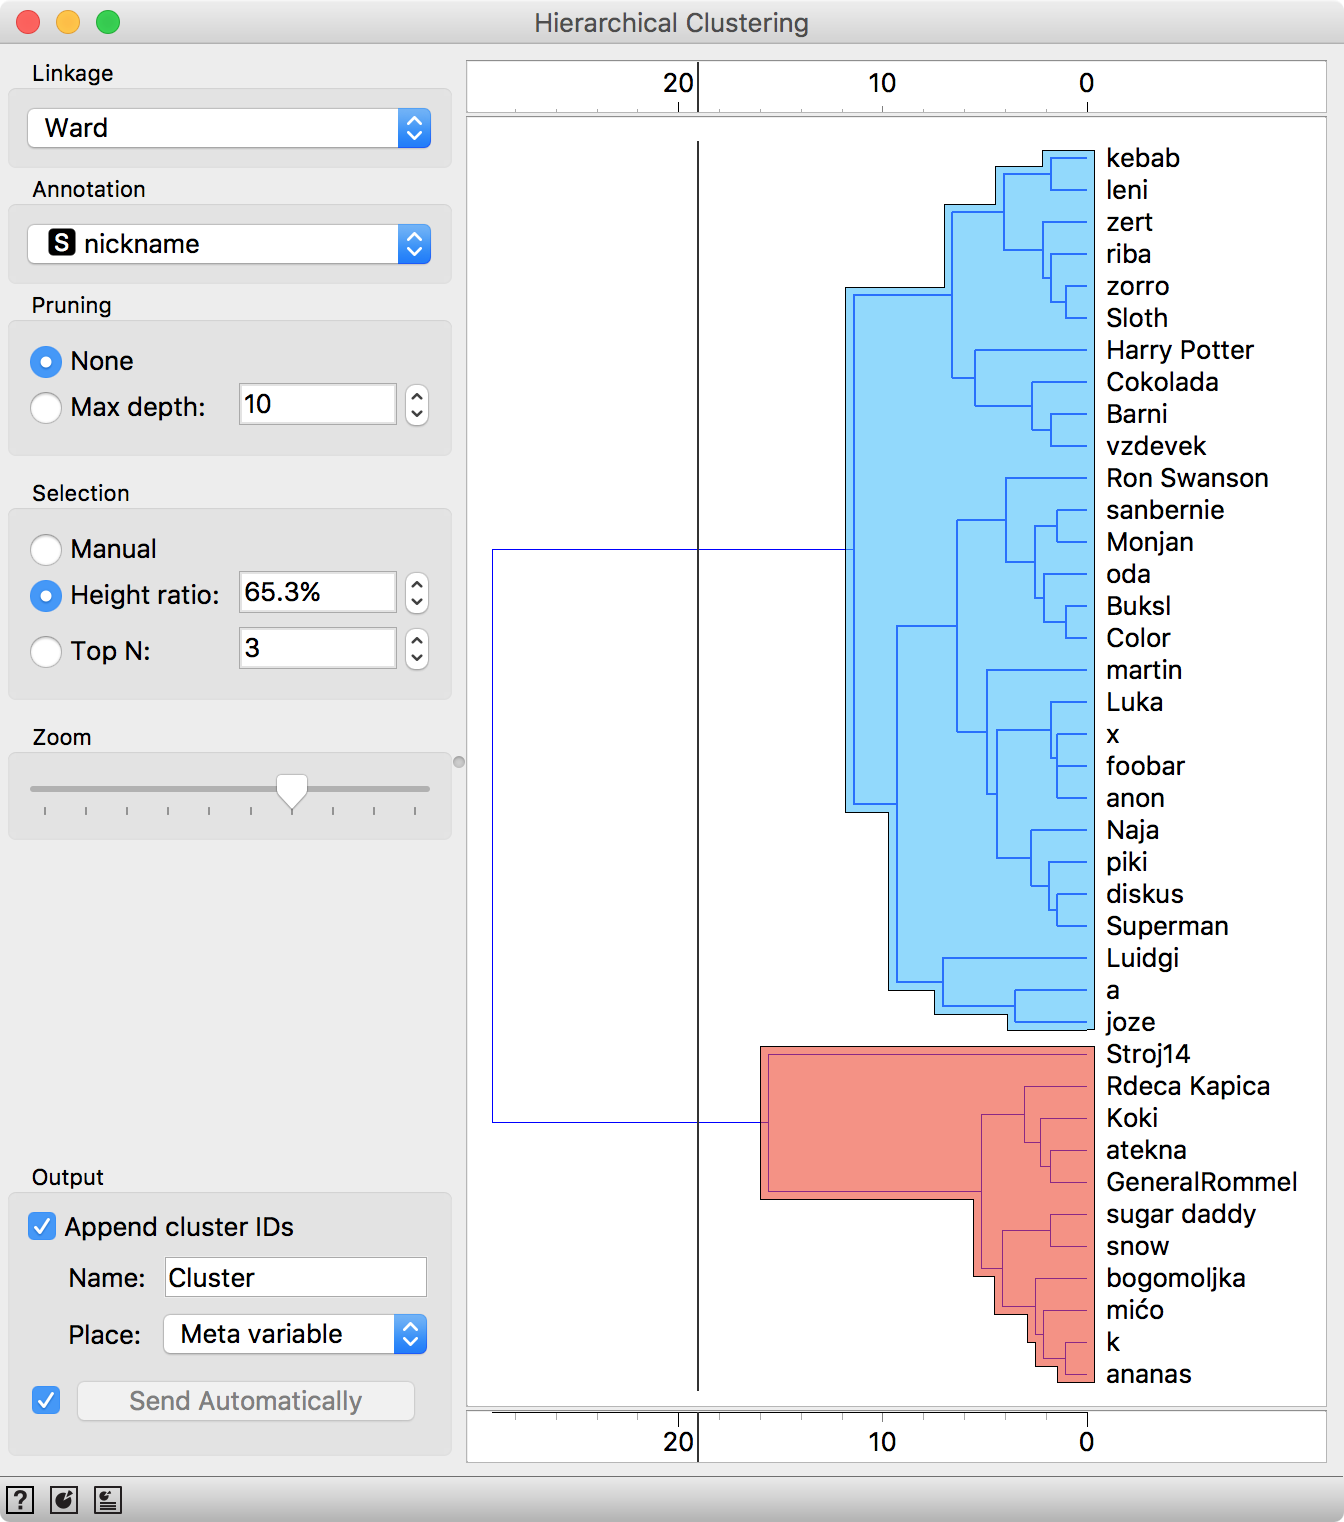 Hierarchical Clustering
Linkage
Ward
Annotation
S nickname
Pruning
None
Max depth: 10
Selection
Manual
Height ratio: 65.3%
Top N: 3
Zoom
Output
Append cluster IDs
Name: Cluster
Place: Meta variable
Send Automatically
?
20 10 0
kebab
leni
zert
riba
zorro
Sloth
Harry Potter
Cokolada
Barni
vzdevek
Ron Swanson
sanbernie
Monjan
oda
Buksl
Color
martin
Luka
x
foobar
anon
Naja
piki
diskus
Superman
Luidgi
a
joze
Stroj14
Rdeca Kapica
Koki
atekna
GeneralRommel
sugar daddy
snow
bogomoljka
mićo
k
ananas
20 10 0